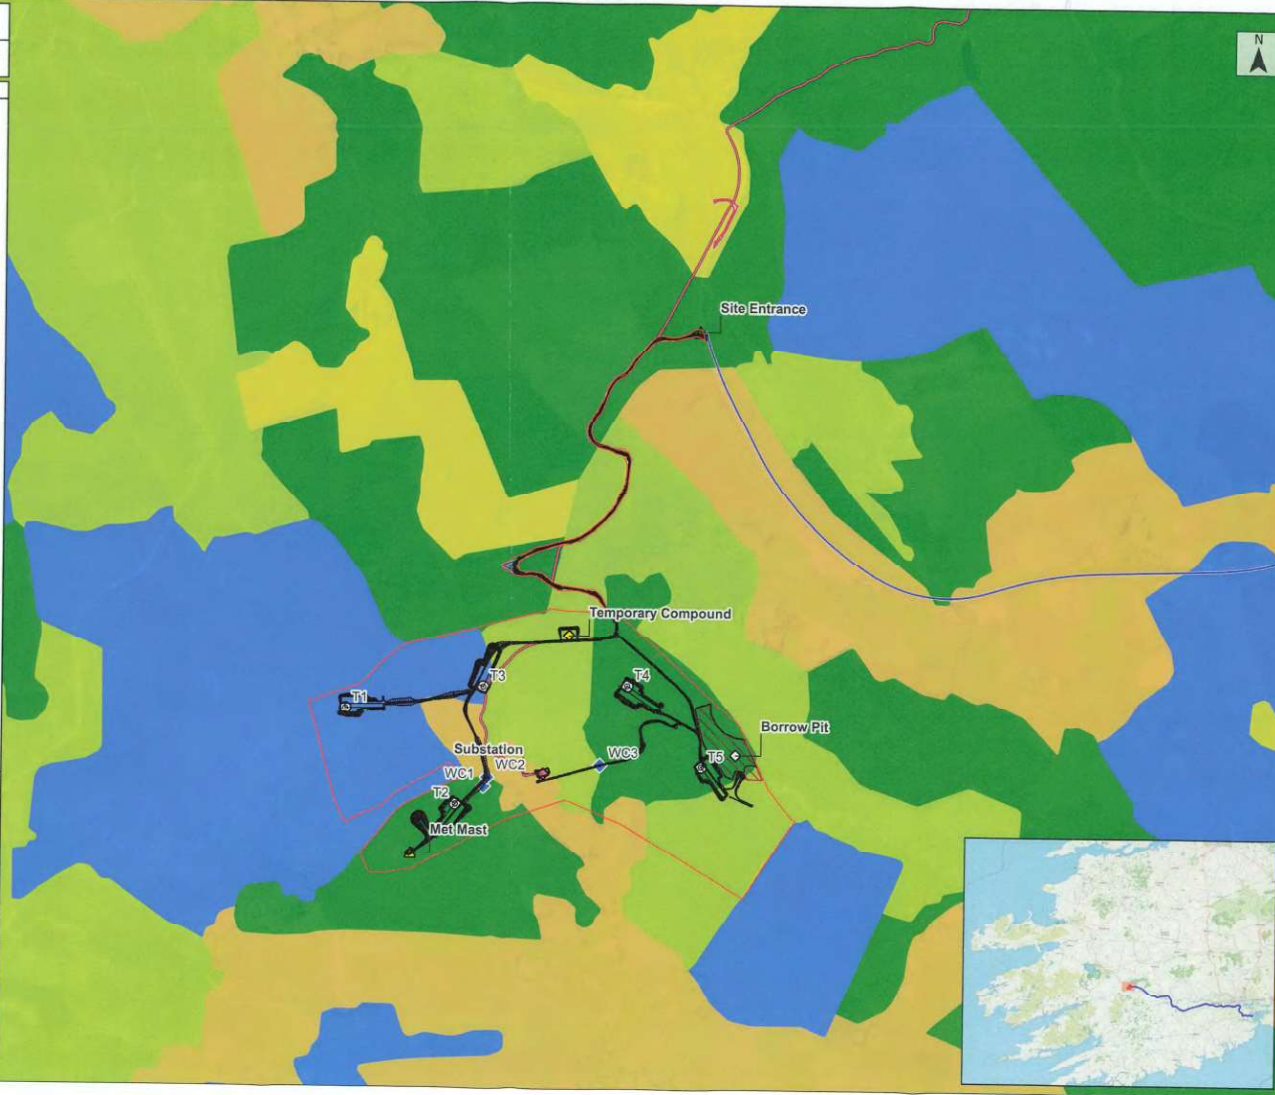 N
Site Entrance
Temporary Compound
T3
T4
T1
Borrow Pit
Substation
WC3
T5
WC1
WC2
T2
Met Mast